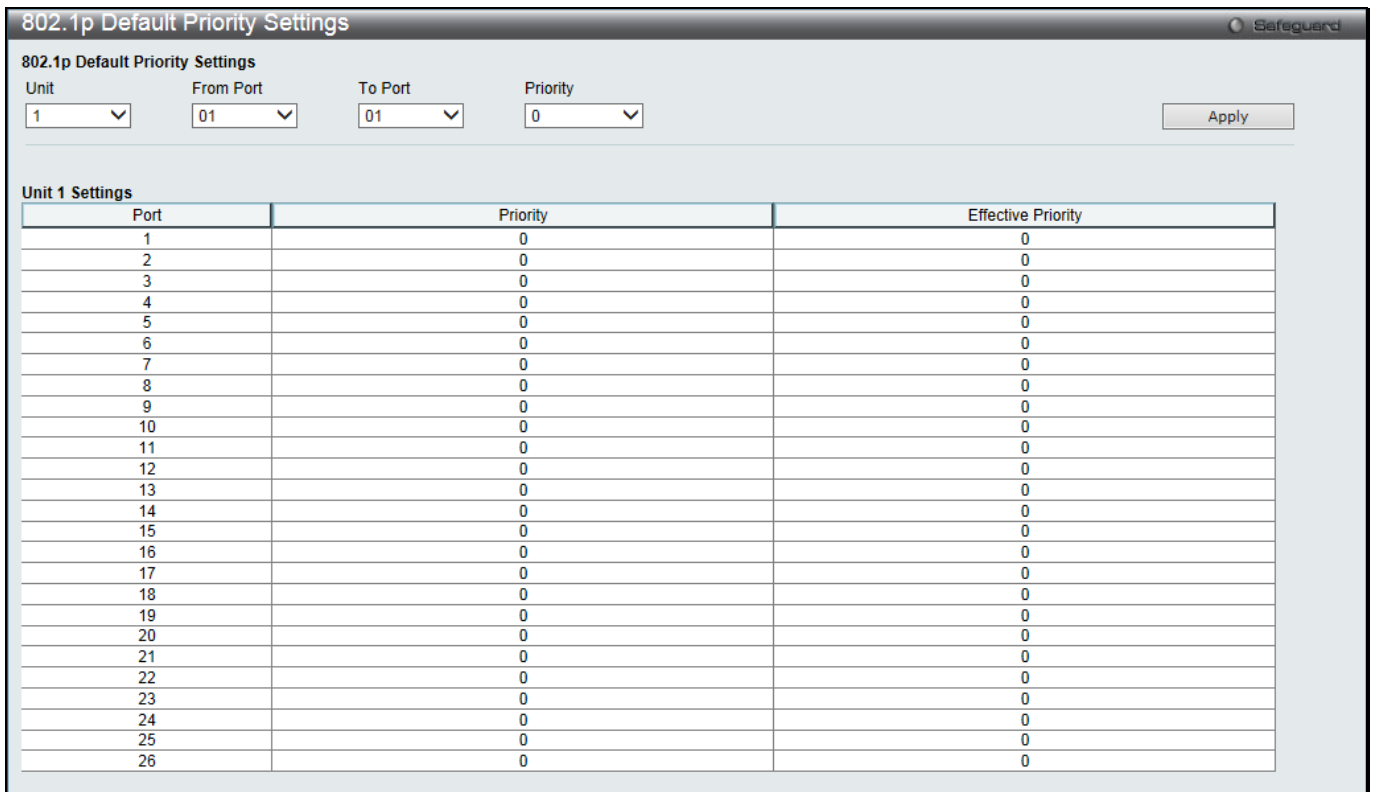 802.1p Default Priority Settings
Safeguard
802.1p Default Priority Settings
Unit From Port To Port Priority
1 01 01 0 Apply
Unit 1 Settings
Port Priority Effective Priority
1 0 0
2 0 0
3 0 0
4 0 0
5 0 0
6 0 0
7 0 0
8 0 0
9 0 0
10 0 0
11 0 0
12 0 0
13 0 0
14 0 0
15 0 0
16 0 0
17 0 0
18 0 0
19 0 0
20 0 0
21 0 0
22 0 0
23 0 0
24 0 0
25 0 0
26 0 0